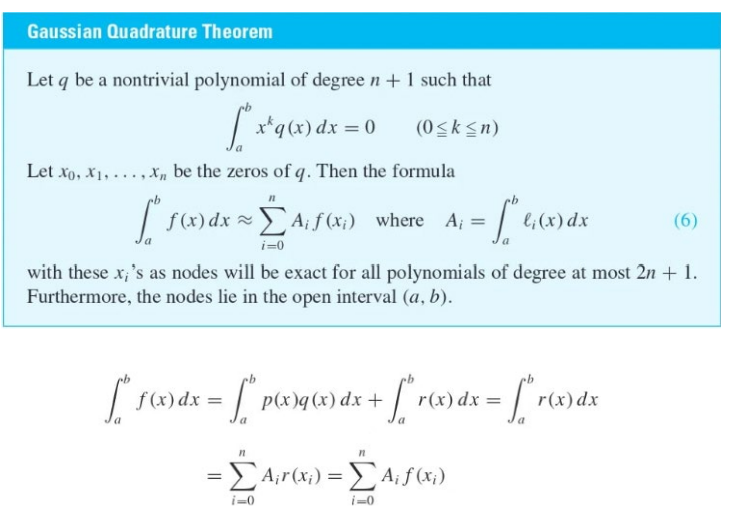 Gaussian Quadrature Theorem
Let q be a nontrivial polynomial of degree n + 1 such that
∫_a^b x^k q(x) dx = 0 (0 ≦ k ≦ n)
Let x₀, x₁, . . . , xₙ be the zeros of q. Then the formula
∫_a^b f(x) dx ≈ ∑_{i=0}^n A_i f(x_i) where A_i = ∫_a^b ℓ_i(x) dx (6)
with these x_i's as nodes will be exact for all polynomials of degree at most 2n + 1.
Furthermore, the nodes lie in the open interval (a, b).
∫_a^b f(x) dx = ∫_a^b p(x)q(x) dx + ∫_a^b r(x) dx = ∫_a^b r(x) dx
= ∑_{i=0}^n A_i r(x_i) = ∑_{i=0}^n A_i f(x_i)